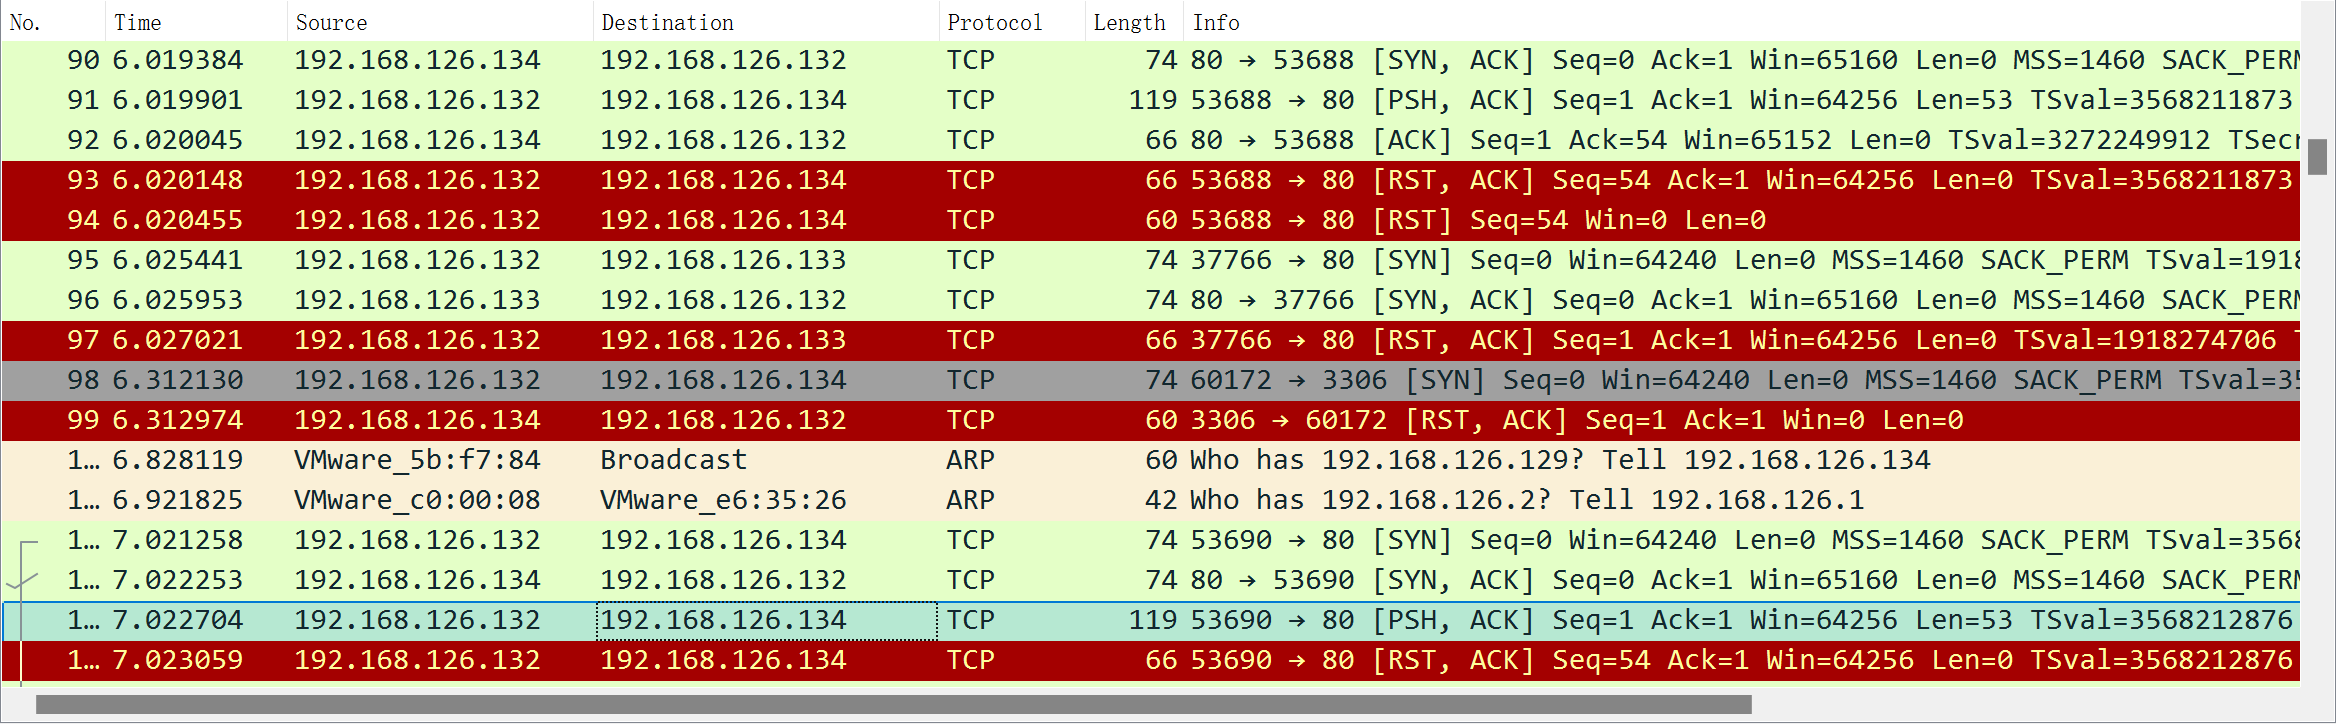 No. Time Source Destination Protocol Length Info
90 6.019384 192.168.126.134 192.168.126.132 TCP 74 80 → 53688 [SYN, ACK] Seq=0 Ack=1 Win=65160 Len=0 MSS=1460 SACK_PERM
91 6.019901 192.168.126.132 192.168.126.134 TCP 119 53688 → 80 [PSH, ACK] Seq=1 Ack=1 Win=64256 Len=53 TSval=3568211873
92 6.020045 192.168.126.134 192.168.126.132 TCP 66 80 → 53688 [ACK] Seq=1 Ack=54 Win=65152 Len=0 TSval=3272249912 TSecr
93 6.020148 192.168.126.132 192.168.126.134 TCP 66 53688 → 80 [RST, ACK] Seq=54 Ack=1 Win=64256 Len=0 TSval=3568211873
94 6.020455 192.168.126.132 192.168.126.134 TCP 60 53688 → 80 [RST] Seq=54 Win=0 Len=0
95 6.025441 192.168.126.132 192.168.126.133 TCP 74 37766 → 80 [SYN] Seq=0 Win=64240 Len=0 MSS=1460 SACK_PERM TSval=1918
96 6.025953 192.168.126.133 192.168.126.132 TCP 74 80 → 37766 [SYN, ACK] Seq=0 Ack=1 Win=65160 Len=0 MSS=1460 SACK_PERM
97 6.027021 192.168.126.132 192.168.126.133 TCP 66 37766 → 80 [RST, ACK] Seq=1 Ack=1 Win=64256 Len=0 TSval=1918274706
98 6.312130 192.168.126.132 192.168.126.134 TCP 74 60172 → 3306 [SYN] Seq=0 Win=64240 Len=0 MSS=1460 SACK_PERM TSval=35
99 6.312974 192.168.126.134 192.168.126.132 TCP 60 3306 → 60172 [RST, ACK] Seq=1 Ack=1 Win=0 Len=0
1… 6.828119 VMware_5b:f7:84 Broadcast ARP 60 Who has 192.168.126.129? Tell 192.168.126.134
1… 6.921825 VMware_c0:00:08 VMware_e6:35:26 ARP 42 Who has 192.168.126.2? Tell 192.168.126.1
1… 7.021258 192.168.126.132 192.168.126.134 TCP 74 53690 → 80 [SYN] Seq=0 Win=64240 Len=0 MSS=1460 SACK_PERM TSval=3568
1… 7.022253 192.168.126.134 192.168.126.132 TCP 74 80 → 53690 [SYN, ACK] Seq=0 Ack=1 Win=65160 Len=0 MSS=1460 SACK_PERM
1… 7.022704 192.168.126.132 192.168.126.134 TCP 119 53690 → 80 [PSH, ACK] Seq=1 Ack=1 Win=64256 Len=53 TSval=3568212876
1… 7.023059 192.168.126.132 192.168.126.134 TCP 66 53690 → 80 [RST, ACK] Seq=54 Ack=1 Win=64256 Len=0 TSval=3568212876